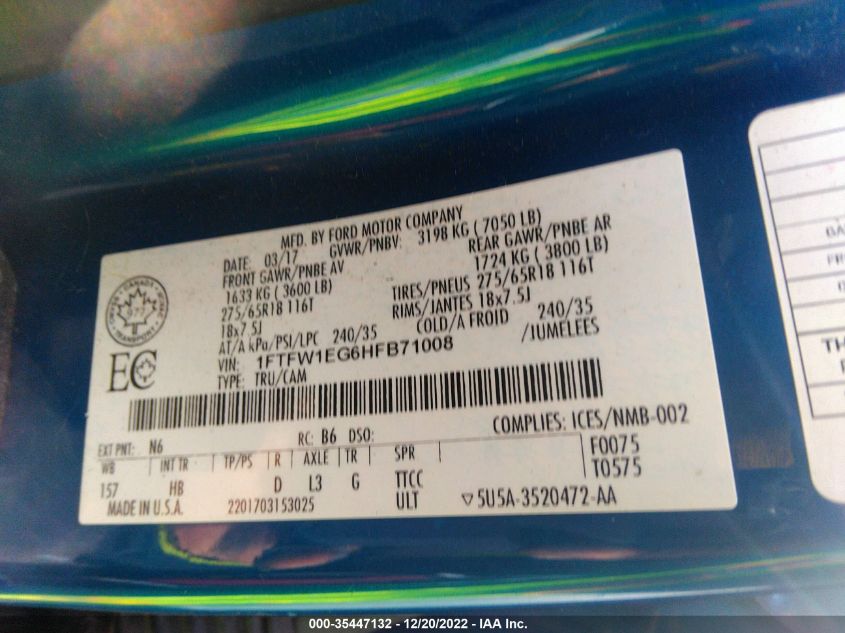 MFD. BY FORD MOTOR COMPANY
DATE: 03/17 GVWR/PNBV: 3198 KG (7050 LB)
FRONT GAWR/PNBE AV REAR GAWR/PNBE AR
1633 KG (3600 LB) 1724 KG (3800 LB)
275/65R18 116T TIRES/PNEUS 275/65R18 116T
18x7.5J RIMS/JANTES 18x7.5J
AT/A kPa/PSI/LPC 240/35 COLD/A FROID 240/35
VIN: 1FTFW1EG6HFB71008 /JUMELEES
TYPE: TRU/CAM
CANADA
TRANSPORT
977
EC
COMPLIES: ICES/NMB-002
EXT PNT: N6 RC: B6 DSO:
WB INT TR TP/PS R AXLE TR SPR F0075
157 HB D L3 G TTCC T0575
MADE IN U.S.A. 2201703153025 ULT ▽ 5U5A-3520472-AA
TH
000-35447132 - 12/20/2022 - IAA Inc.